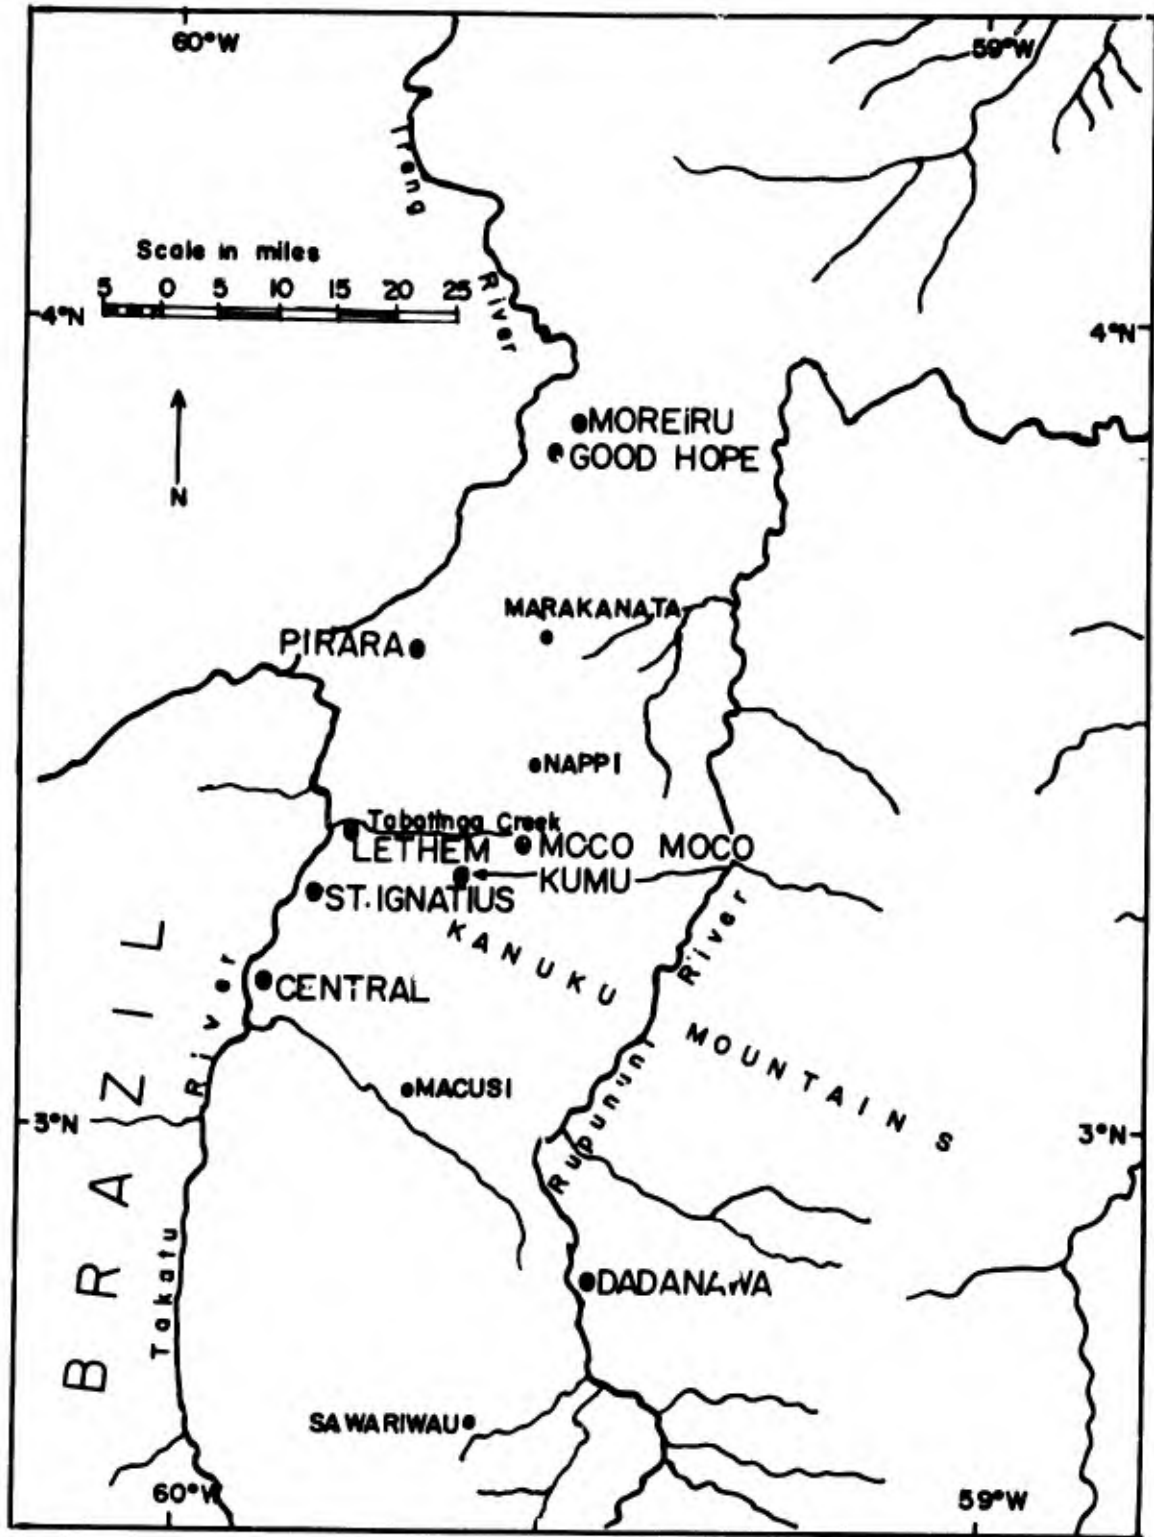 60°W
59°W
Ireng
River
Scale in miles
5 0 5 10 15 20 25
4°N
4°N
N
MOREIRU
GOOD HOPE
MARAKANATA
PIRARA
NAPPI
Tabatinga Creek
LETHEM
MCCO MOCO
KUMU
ST. IGNATIUS
KANUKU
MOUNTAINS
River
Rupununi
CENTRAL
BRAZIL
River
Takatu
MACUSI
3°N
3°N
DADANAWA
SAWARIWAU
60°W
59°W